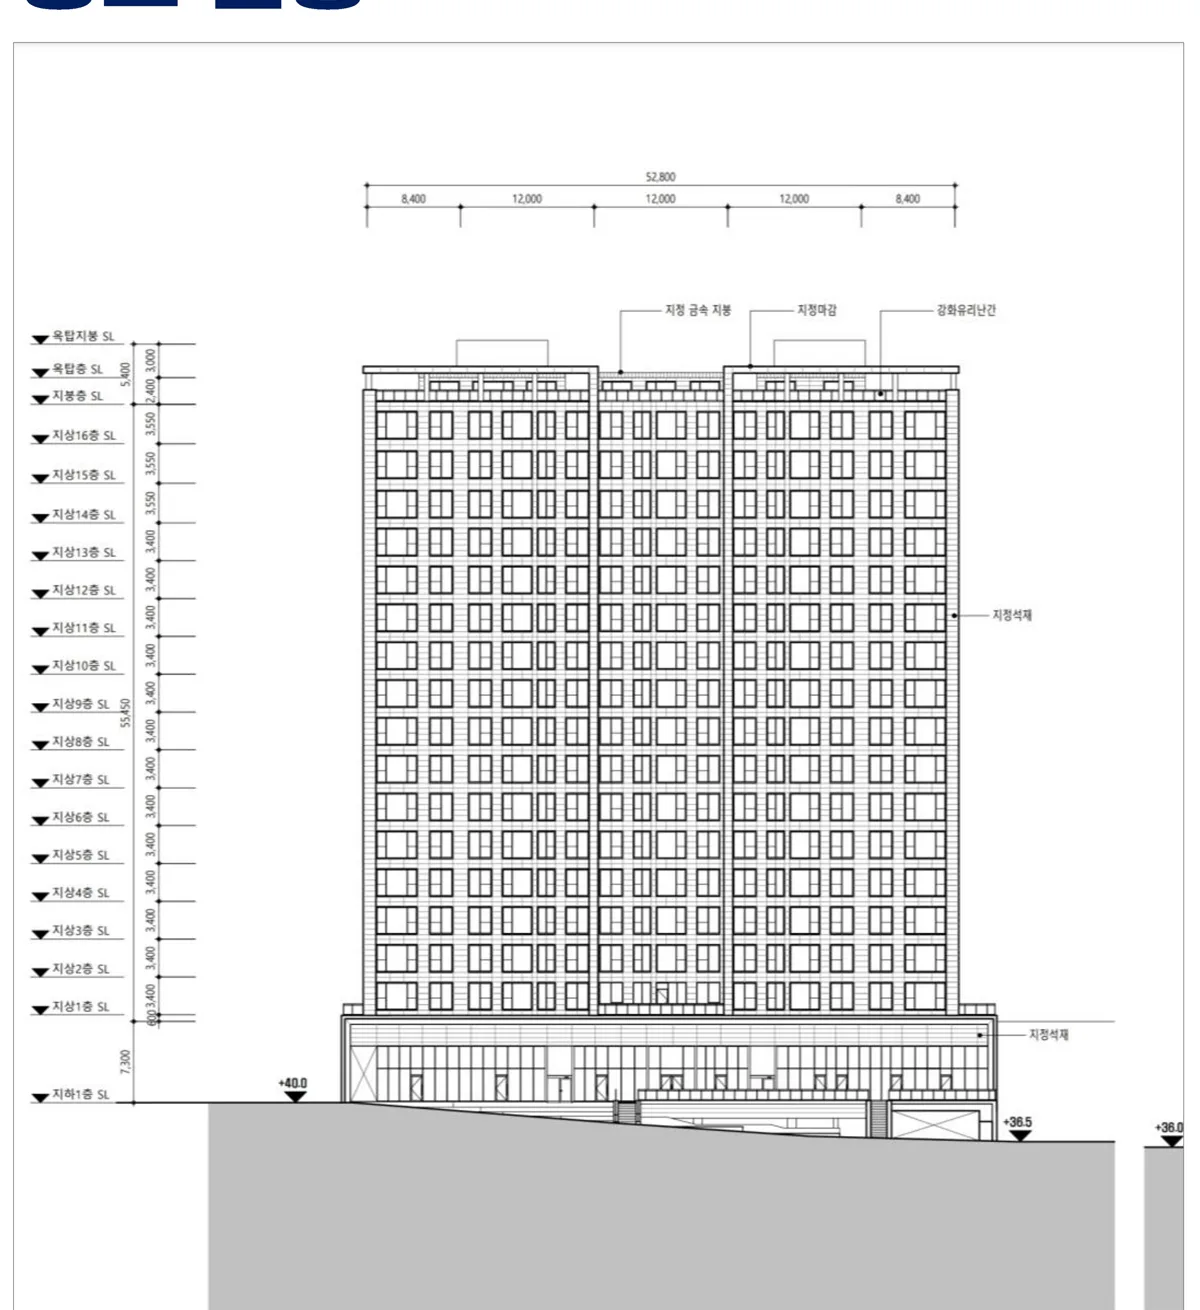 52,800
8,400 12,000 12,000 12,000 8,400
지정 금속 지붕 지정마감 강화유리난간
옥탑지붕 SL
3,000
옥탑층 SL
5,400
2,400
지붕층 SL
3,550
지상16층 SL
3,550
지상15층 SL
3,550
지상14층 SL
3,400
지상13층 SL
3,400
지상12층 SL
3,400
지정석재
지상11층 SL
3,400
지상10층 SL
3,400
지상9층 SL
55,450
3,400
지상8층 SL
3,400
지상7층 SL
3,400
지상6층 SL
3,400
지상5층 SL
3,400
지상4층 SL
3,400
지상3층 SL
3,400
지상2층 SL
3,400
지상1층 SL
600
지정석재
7,300
+40.0
지하1층 SL
+36.5
+36.0